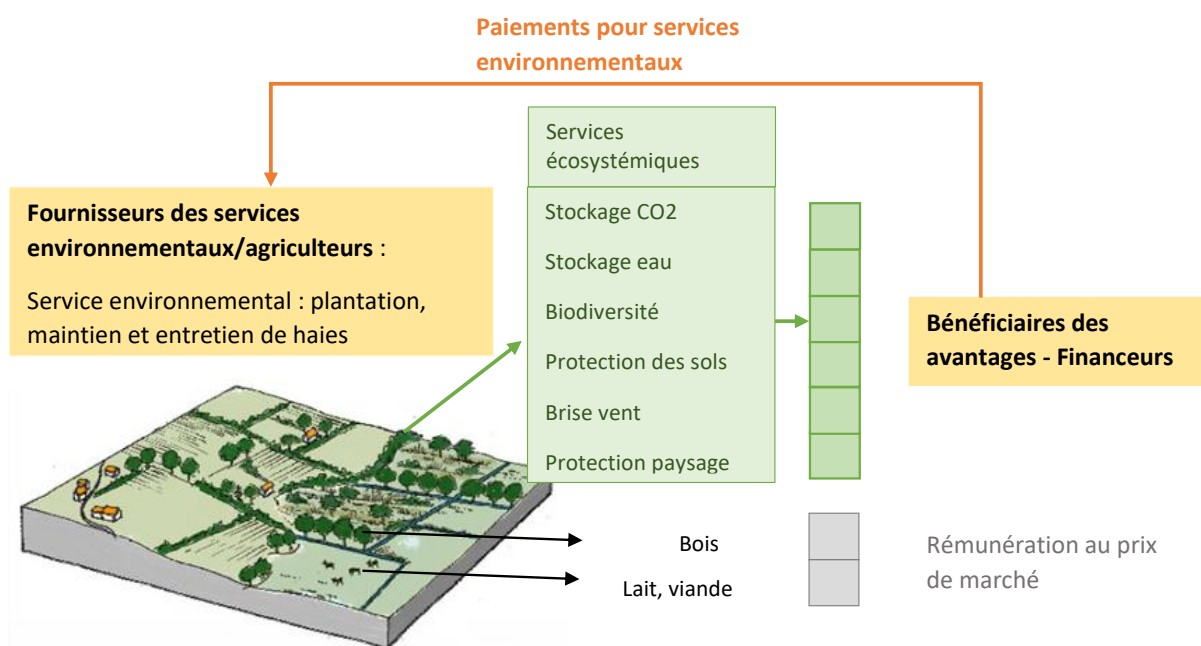 Paiements pour services
environnementaux
Services
écosystémiques
Fournisseurs des services
environnementaux/agriculteurs :
Service environnemental : plantation,
maintien et entretien de haies
Stockage CO2
Stockage eau
Biodiversité
Protection des sols
Brise vent
Protection paysage
Bénéficiaires des
avantages - Financeurs
Bois
Lait, viande
Rémunération au prix
de marché